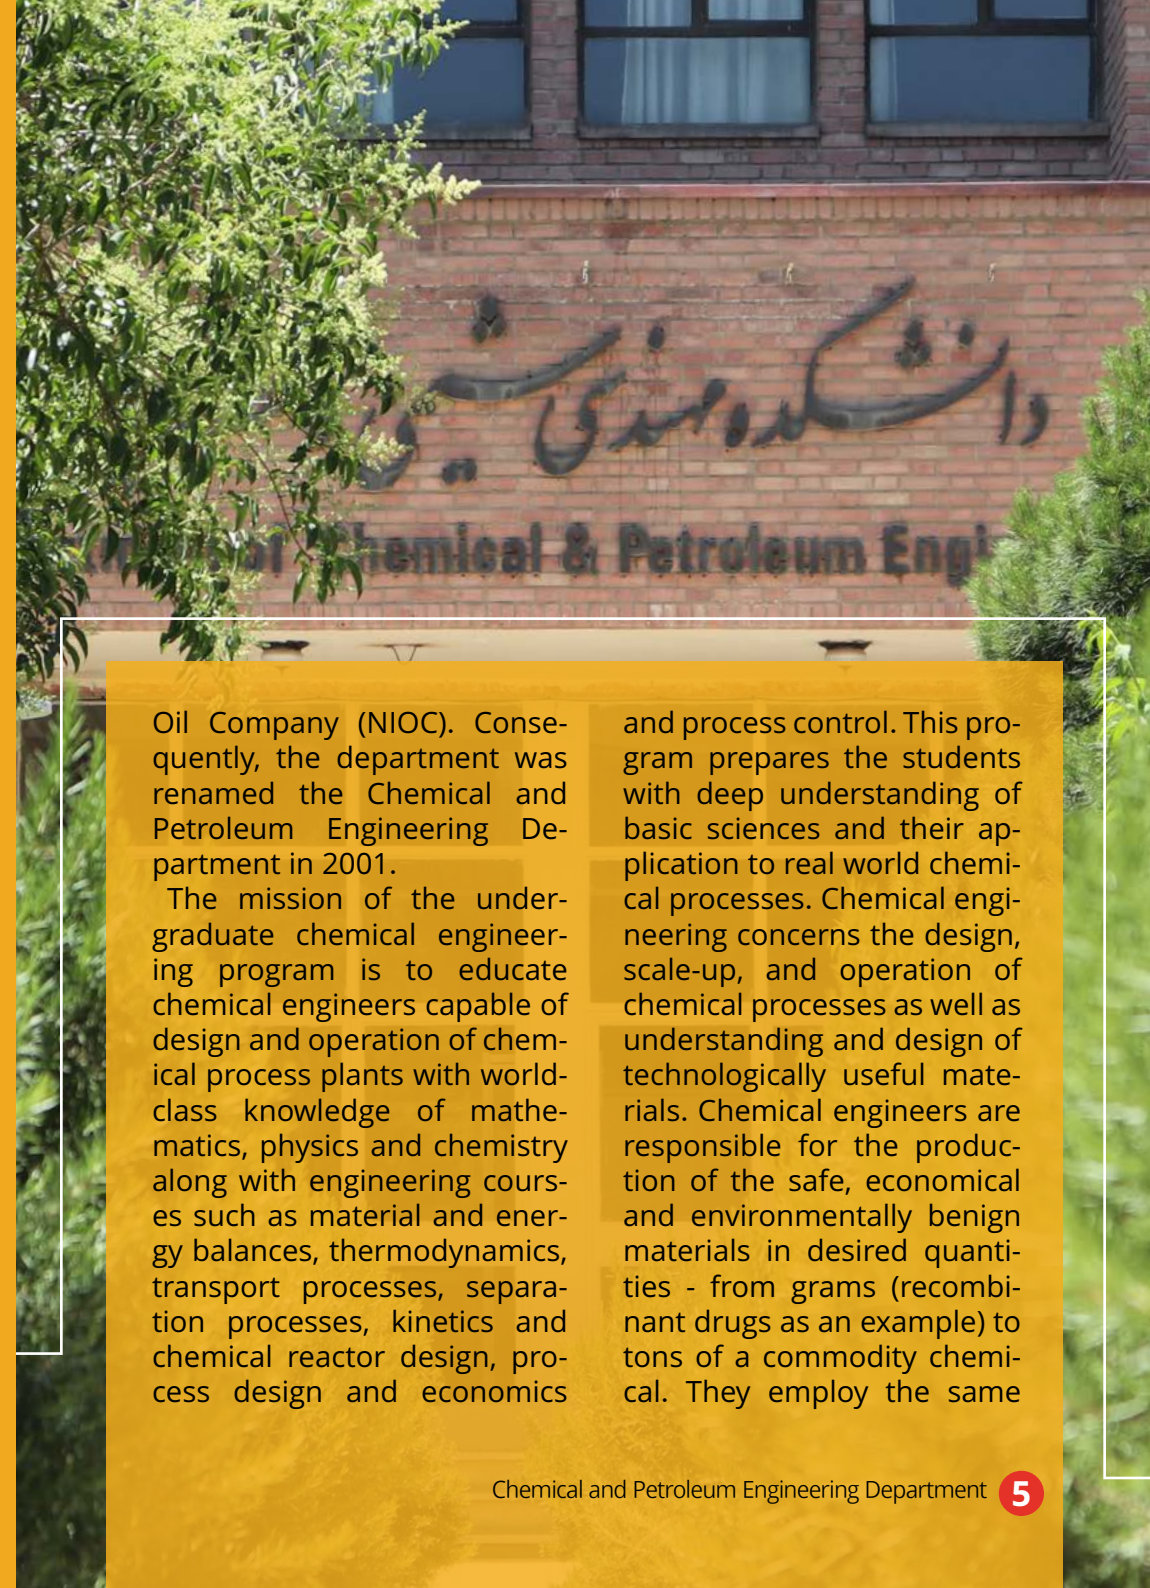 دانشکده مهندسی شیمی
Chemical & Petroleum
Oil Company (NIOC). Conse-
quently, the department was
renamed the Chemical and
Petroleum Engineering De-
partment in 2001.
The mission of the under-
graduate chemical engineer-
ing program is to educate
chemical engineers capable of
design and operation of chem-
ical process plants with world-
class knowledge of mathe-
matics, physics and chemistry
along with engineering cours-
es such as material and ener-
gy balances, thermodynamics,
transport processes, separa-
tion processes, kinetics and
chemical reactor design, pro-
cess design and economics
and process control. This pro-
gram prepares the students
with deep understanding of
basic sciences and their ap-
plication to real world chemi-
cal processes. Chemical engi-
neering concerns the design,
scale-up, and operation of
chemical processes as well as
understanding and design of
technologically useful mate-
rials. Chemical engineers are
responsible for the produc-
tion of the safe, economical
and environmentally benign
materials in desired quanti-
ties - from grams (recombi-
nant drugs as an example) to
tons of a commodity chemi-
cal. They employ the same
Chemical and Petroleum Engineering Department 5